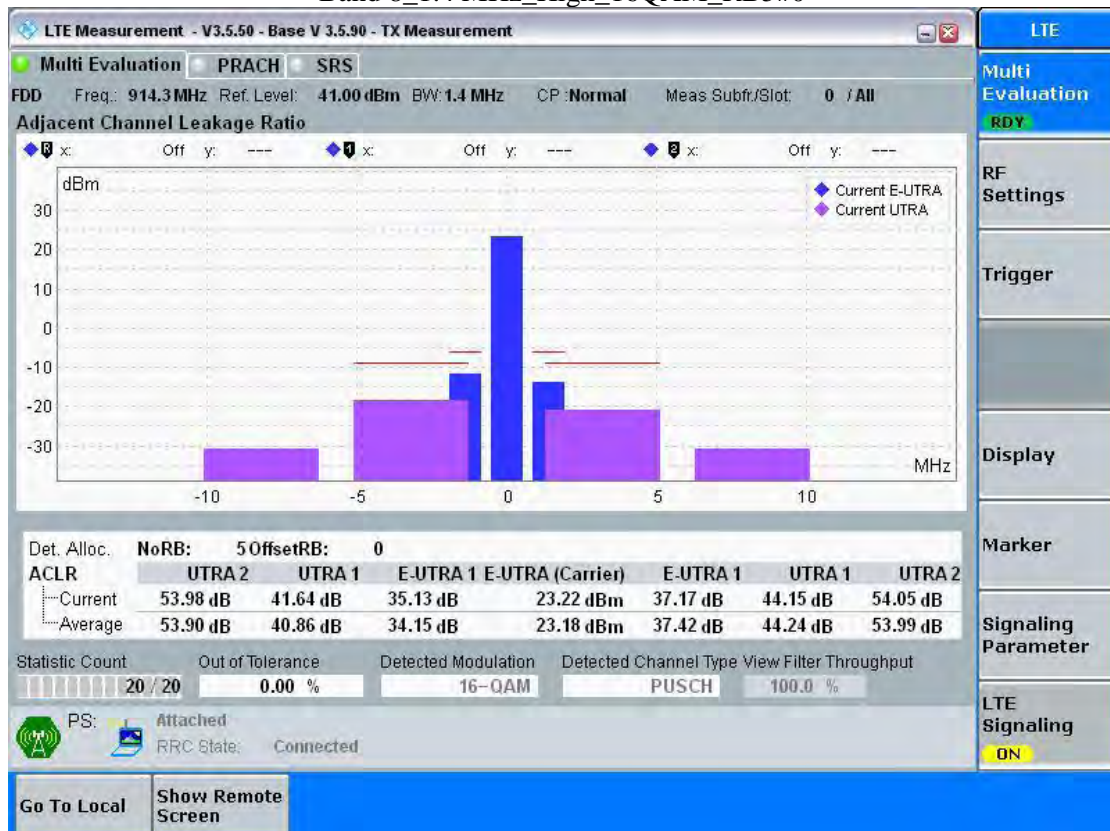 LTE Measurement - V3.5.50 - Base V 3.5.90 - TX Measurement
LTE
Multi Evaluation PRACH SRS
Multi Evaluation
RDY
FDD Freq.: 914.3 MHz Ref. Level: 41.00 dBm BW: 1.4 MHz CP :Normal Meas Subfr./Slot: 0 / All
Adjacent Channel Leakage Ratio
R x: Off y: --- 1 x: Off y: --- 2 x: Off y: ---
dBm
Current E-UTRA
Current UTRA
30
20
10
0
-10
-20
-30
MHz
-10 -5 0 5 10
RF Settings
Trigger
Display
Marker
Signaling Parameter
LTE Signaling
ON
Det. Alloc. NoRB: 5 OffsetRB: 0
ACLR UTRA 2 UTRA 1 E-UTRA 1 E-UTRA (Carrier) E-UTRA 1 UTRA 1 UTRA 2
Current 53.98 dB 41.64 dB 35.13 dB 23.22 dBm 37.17 dB 44.15 dB 54.05 dB
Average 53.90 dB 40.86 dB 34.15 dB 23.18 dBm 37.42 dB 44.24 dB 53.99 dB
Statistic Count Out of Tolerance Detected Modulation Detected Channel Type View Filter Throughput
20 / 20 0.00 % 16-QAM PUSCH 100.0 %
PS: Attached
RRC State: Connected
Go To Local
Show Remote Screen